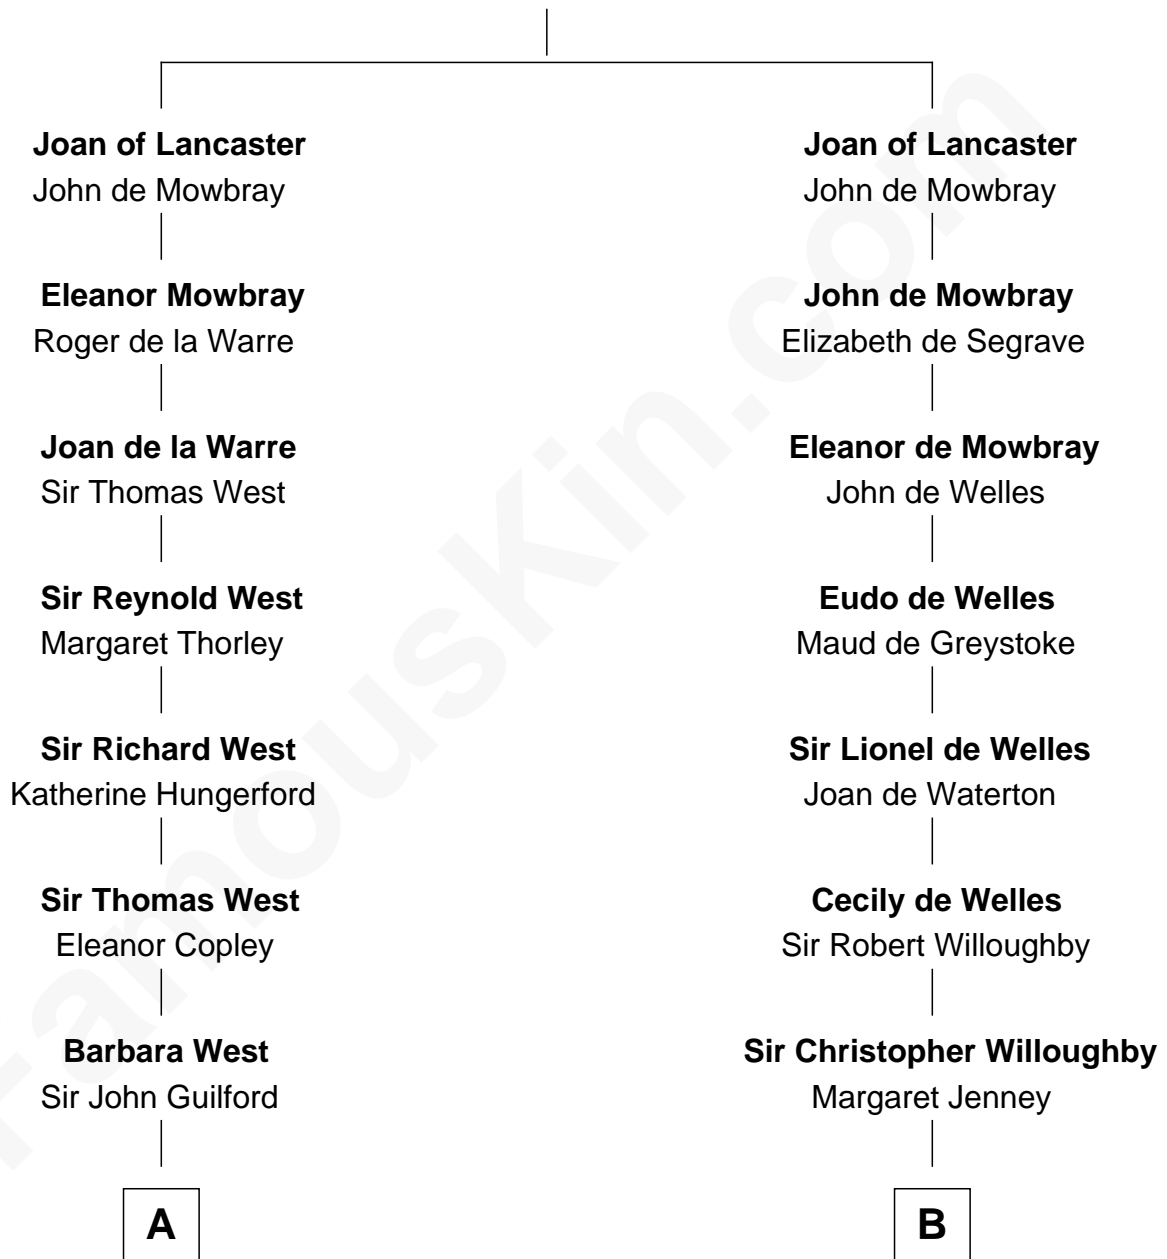 Joan of Lancaster
John de Mowbray
Eleanor Mowbray
Roger de la Warre
Joan de la Warre
Sir Thomas West
Sir Reynold West
Margaret Thorley
Sir Richard West
Katherine Hungerford
Sir Thomas West
Eleanor Copley
Barbara West
Sir John Guilford
A
Joan of Lancaster
John de Mowbray
John de Mowbray
Elizabeth de Segrave
Eleanor de Mowbray
John de Welles
Eudo de Welles
Maud de Greystoke
Sir Lionel de Welles
Joan de Waterton
Cecily de Welles
Sir Robert Willoughby
Sir Christopher Willoughby
Margaret Jenney
B
FamousKin.com